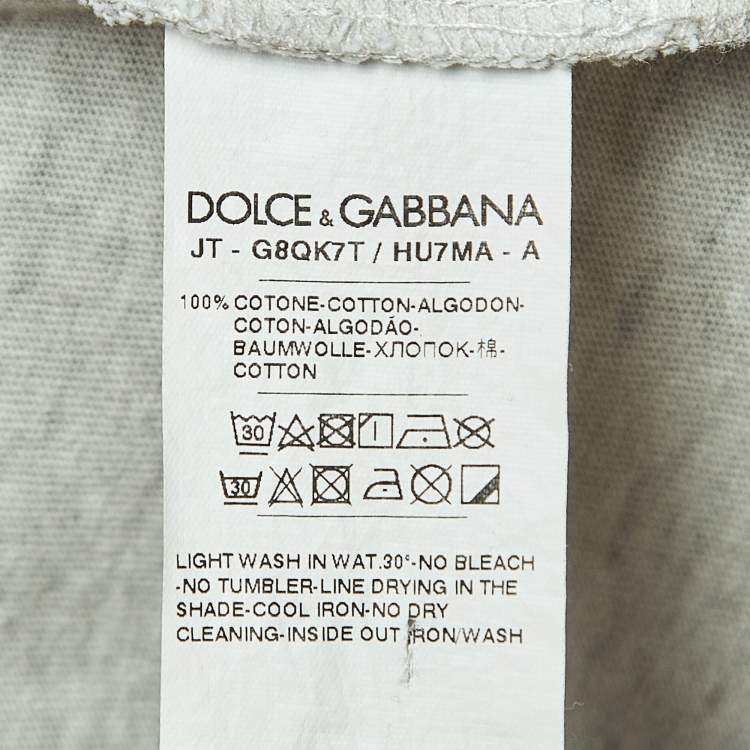 DOLCE & GABBANA
JT - G8QK7T / HU7MA - A
100% COTONE-COTTON-ALGODON-
COTON-ALGODÃO-
BAUMWOLLE-ХЛОПОК-棉-
COTTON
30
30
LIGHT WASH IN WAT.30°-NO BLEACH
-NO TUMBLER-LINE DRYING IN THE
SHADE-COOL IRON-NO DRY
CLEANING-INSIDE OUT IRON/WASH